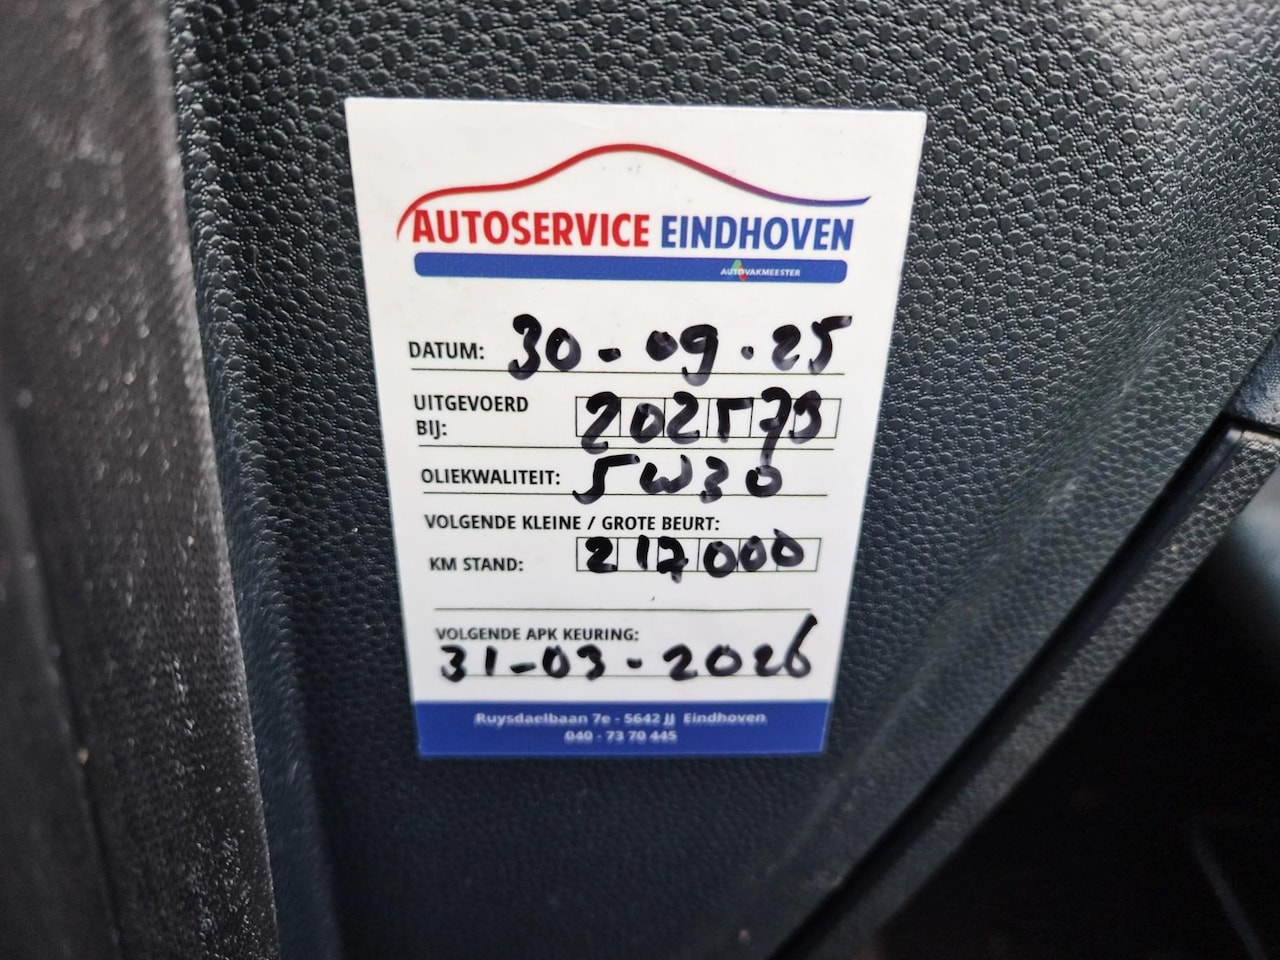 AUTOSERVICE EINDHOVEN
AUTOVAKMEESTER
DATUM: 30-09.25
UITGEVOERD
BIJ: 202579
OLIEKWALITEIT: 5W30
VOLGENDE KLEINE / GROTE BEURT:
KM STAND: 217000
VOLGENDE APK KEURING:
31-03-2026
Ruysdaelbaan 7e - 5642 JJ Eindhoven
040 - 73 70 445